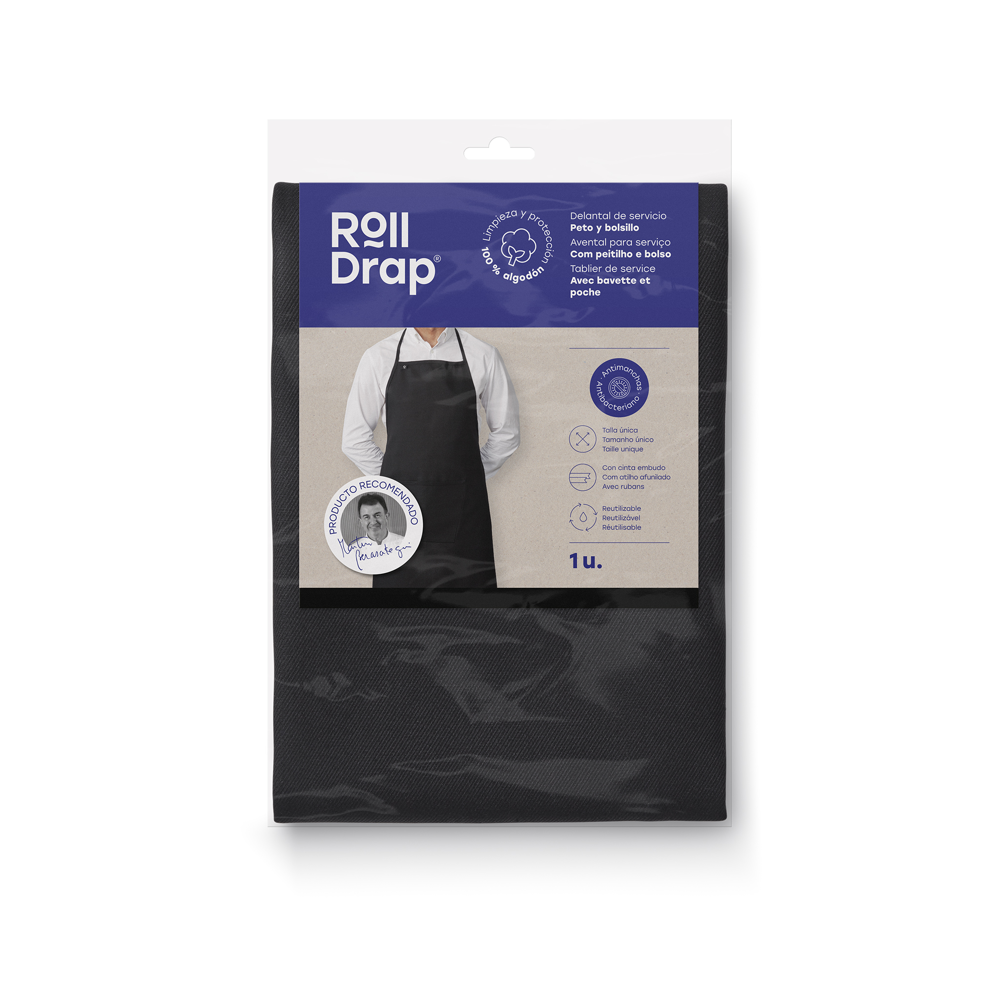 Roll
Drap®
Limpieza y protección
100% algodón
Delantal de servicio
Peto y bolsillo
Avental para serviço
Com peitilho e bolso
Tablier de service
Avec bavette et
poche
· Antimanchas ·
Antibacteriano
Talla única
Tamanho único
Taille unique
Con cinta embudo
Com atilho afunilado
Avec rubans
Reutilizable
Reutilizável
Réutilisable
1 u.
PRODUCTO RECOMENDADO
Martín
Berasategui